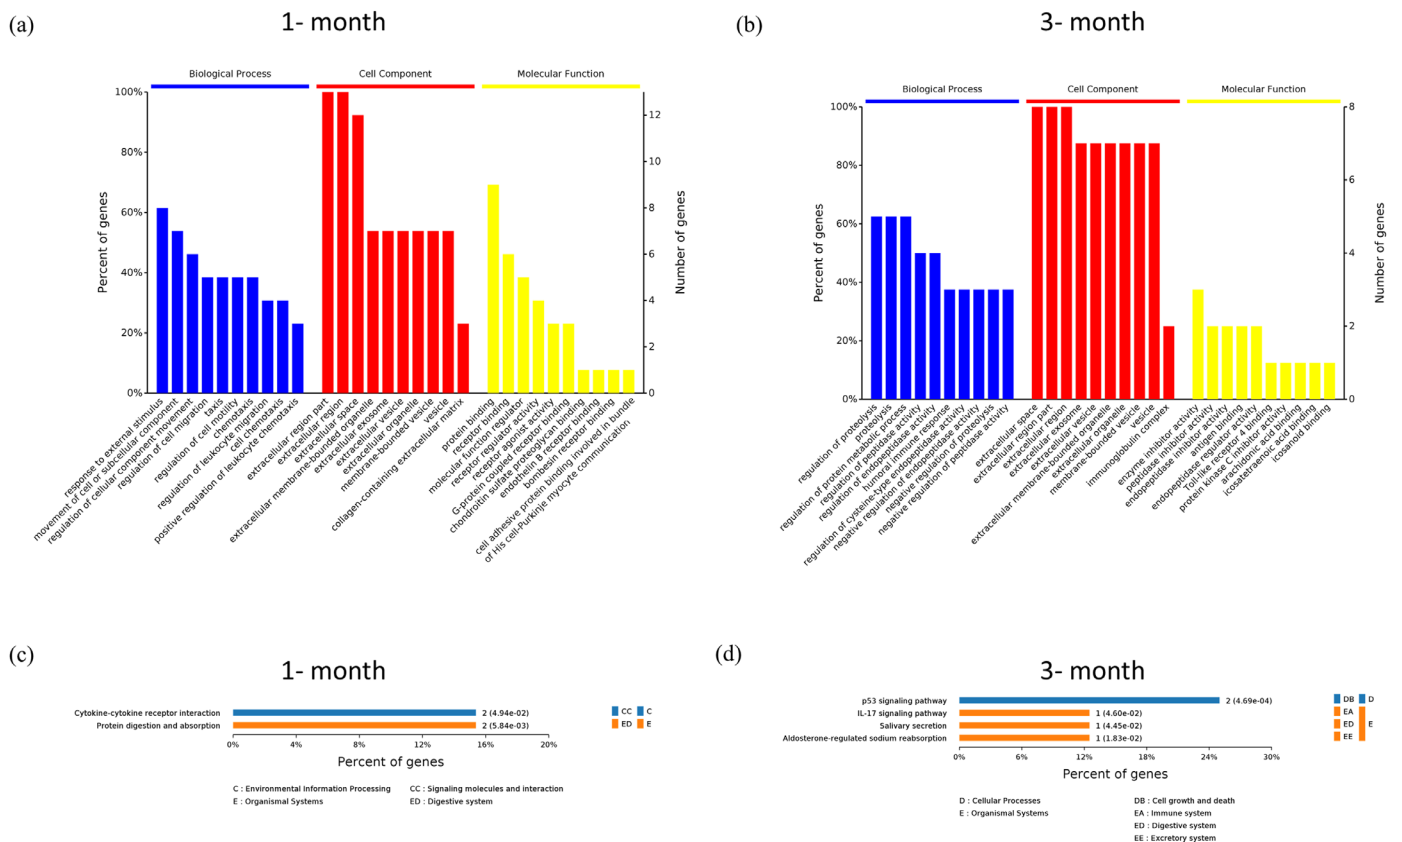 (a)
1- month
Biological Process
Cell Component
Molecular Function
100%
80%
60%
40%
20%
0%
Percent of genes
12
10
8
6
4
2
0
Number of genes
response to external stimulus
movement of cell or subcellular component
regulation of cellular component movement
regulation of cell migration
taxis
regulation of cell motility
chemotaxis
regulation of leukocyte migration
cell chemotaxis
positive regulation of leukocyte chemotaxis
extracellular region part
extracellular region
extracellular space
extracellular membrane-bounded organelle
extracellular exosome
extracellular vesicle
extracellular organelle
membrane-bounded vesicle
vesicle
collagen-containing extracellular matrix
protein binding
receptor binding
molecular function regulator
receptor regulator activity
receptor agonist activity
G-protein coupled receptor binding
chondroitin sulfate proteoglycan binding
endothelin B receptor binding
bombesin receptor binding
cell adhesive protein binding involved in bundle
of His cell-Purkinje myocyte communication
(b)
3- month
Biological Process
Cell Component
Molecular Function
100%
80%
60%
40%
20%
0%
Percent of genes
8
6
4
2
0
Number of genes
regulation of proteolysis
proteolysis
regulation of protein metabolic process
regulation of peptidase activity
regulation of endopeptidase activity
humoral immune response
regulation of cysteine-type endopeptidase activity
negative regulation of endopeptidase activity
negative regulation of proteolysis
negative regulation of peptidase activity
extracellular space
extracellular region part
extracellular region
extracellular exosome
extracellular vesicle
extracellular membrane-bounded organelle
extracellular organelle
membrane-bounded vesicle
vesicle
immunoglobulin complex
enzyme inhibitor activity
peptidase inhibitor activity
endopeptidase inhibitor activity
antigen binding
endopeptidase regulator activity
Toll-like receptor 4 binding
protein kinase C inhibitor activity
arachidonic acid binding
icosatetraenoic acid binding
icosanoid binding
(c)
1- month
Cytokine-cytokine receptor interaction
2 (4.94e-02)
Protein digestion and absorption
2 (5.84e-03)
CC
C
ED
E
0%
4%
8%
12%
16%
20%
Percent of genes
C : Environmental Information Processing
CC : Signaling molecules and interaction
E : Organismal Systems
ED : Digestive system
(d)
3- month
p53 signaling pathway
2 (4.69e-04)
IL-17 signaling pathway
1 (4.60e-02)
Salivary secretion
1 (4.45e-02)
Aldosterone-regulated sodium reabsorption
1 (1.83e-02)
DB
D
EA
ED
E
EE
0%
6%
12%
18%
24%
30%
Percent of genes
D : Cellular Processes
DB : Cell growth and death
E : Organismal Systems
EA : Immune system
ED : Digestive system
EE : Excretory system